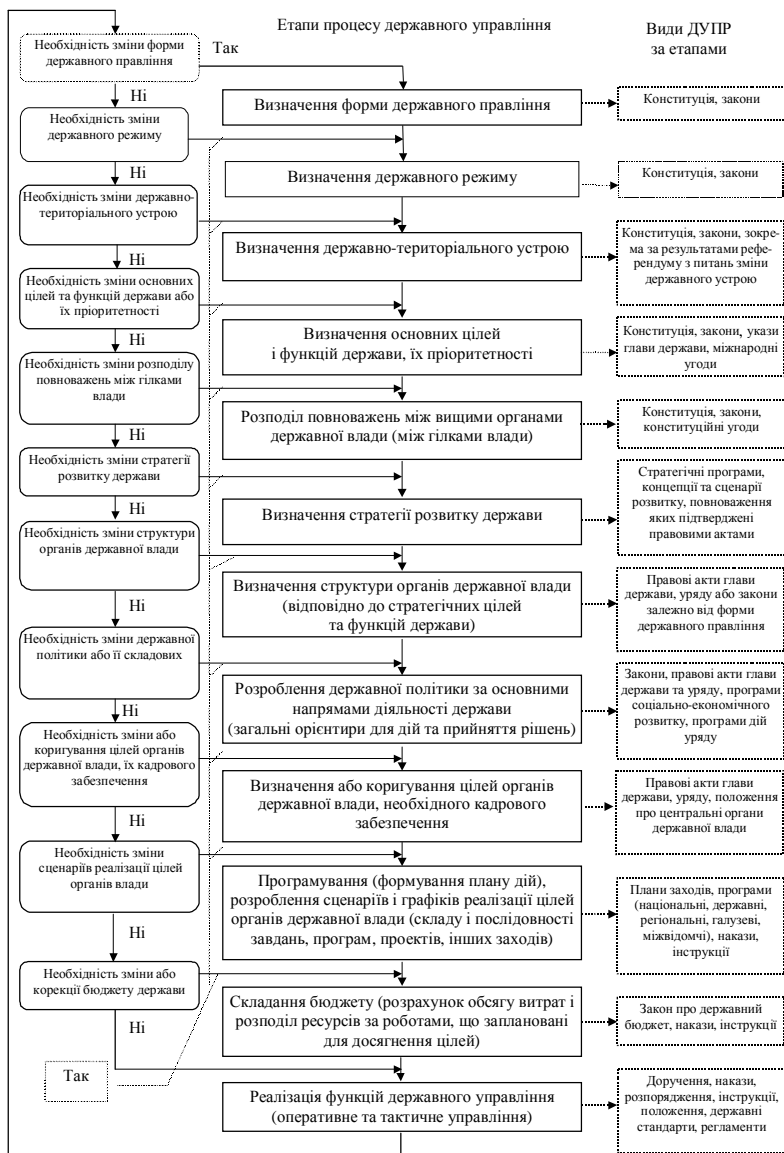 Етапи процесу державного управління
Види ДУПР
за етапами
Необхідність зміни форми
державного правління
Так
Ні
Визначення форми державного правління
Конституція, закони
Необхідність зміни
державного режиму
Ні
Визначення державного режиму
Конституція, закони
Необхідність зміни державно-
територіального устрою
Ні
Визначення державно-територіального устрою
Конституція, закони, зокре-
ма за результатами рефе-
рендуму з питань зміни
державного устрою
Необхідність зміни основних
цілей та функцій держави або
їх пріоритетності
Ні
Визначення основних цілей
і функцій держави, їх пріоритетності
Конституція, закони, укази
глави держави, міжнародні
угоди
Необхідність зміни розподілу
повноважень між гілками
влади
Ні
Розподіл повноважень між вищими органами
державної влади (між гілками влади)
Конституція, закони,
конституційні угоди
Необхідність зміни стратегії
розвитку держави
Ні
Визначення стратегії розвитку держави
Стратегічні програми,
концепції та сценарії
розвитку, повноваження
яких підтверджені
правовими актами
Необхідність зміни структури
органів державної влади
Ні
Визначення структури органів державної влади
(відповідно до стратегічних цілей
та функцій держави)
Правові акти глави
держави, уряду або закони
залежно від форми
державного правління
Необхідність зміни державної
політики або її складових
Ні
Розроблення державної політики за основними
напрямами діяльності держави
(загальні орієнтири для дій та прийняття рішень)
Закони, правові акти глави
держави та уряду, програми
соціально-економічного
розвитку, програми дій
уряду
Необхідність зміни або
коригування цілей органів
державної влади, їх кадрового
забезпечення
Ні
Визначення або коригування цілей органів
державної влади, необхідного кадрового
забезпечення
Правові акти глави
держави, уряду, положення
про центральні органи
державної влади
Необхідність зміни
сценаріїв реалізації цілей
органів влади
Ні
Програмування (формування плану дій),
розроблення сценаріїв і графіків реалізації цілей
органів державної влади (складу і послідовності
завдань, програм, проектів, інших заходів)
Плани заходів, програми
(національні, державні,
регіональні, галузеві,
міжвідомчі), накази,
інструкції
Необхідність зміни або
корекції бюджету держави
Ні
Складання бюджету (розрахунок обсягу витрат і
розподіл ресурсів за роботами, що заплановані
для досягнення цілей)
Закон про державний
бюджет, накази, інструкції
Так
Реалізація функцій державного управління
(оперативне та тактичне управління)
Доручення, накази,
розпорядження, інструкції,
положення, державні
стандарти, регламенти